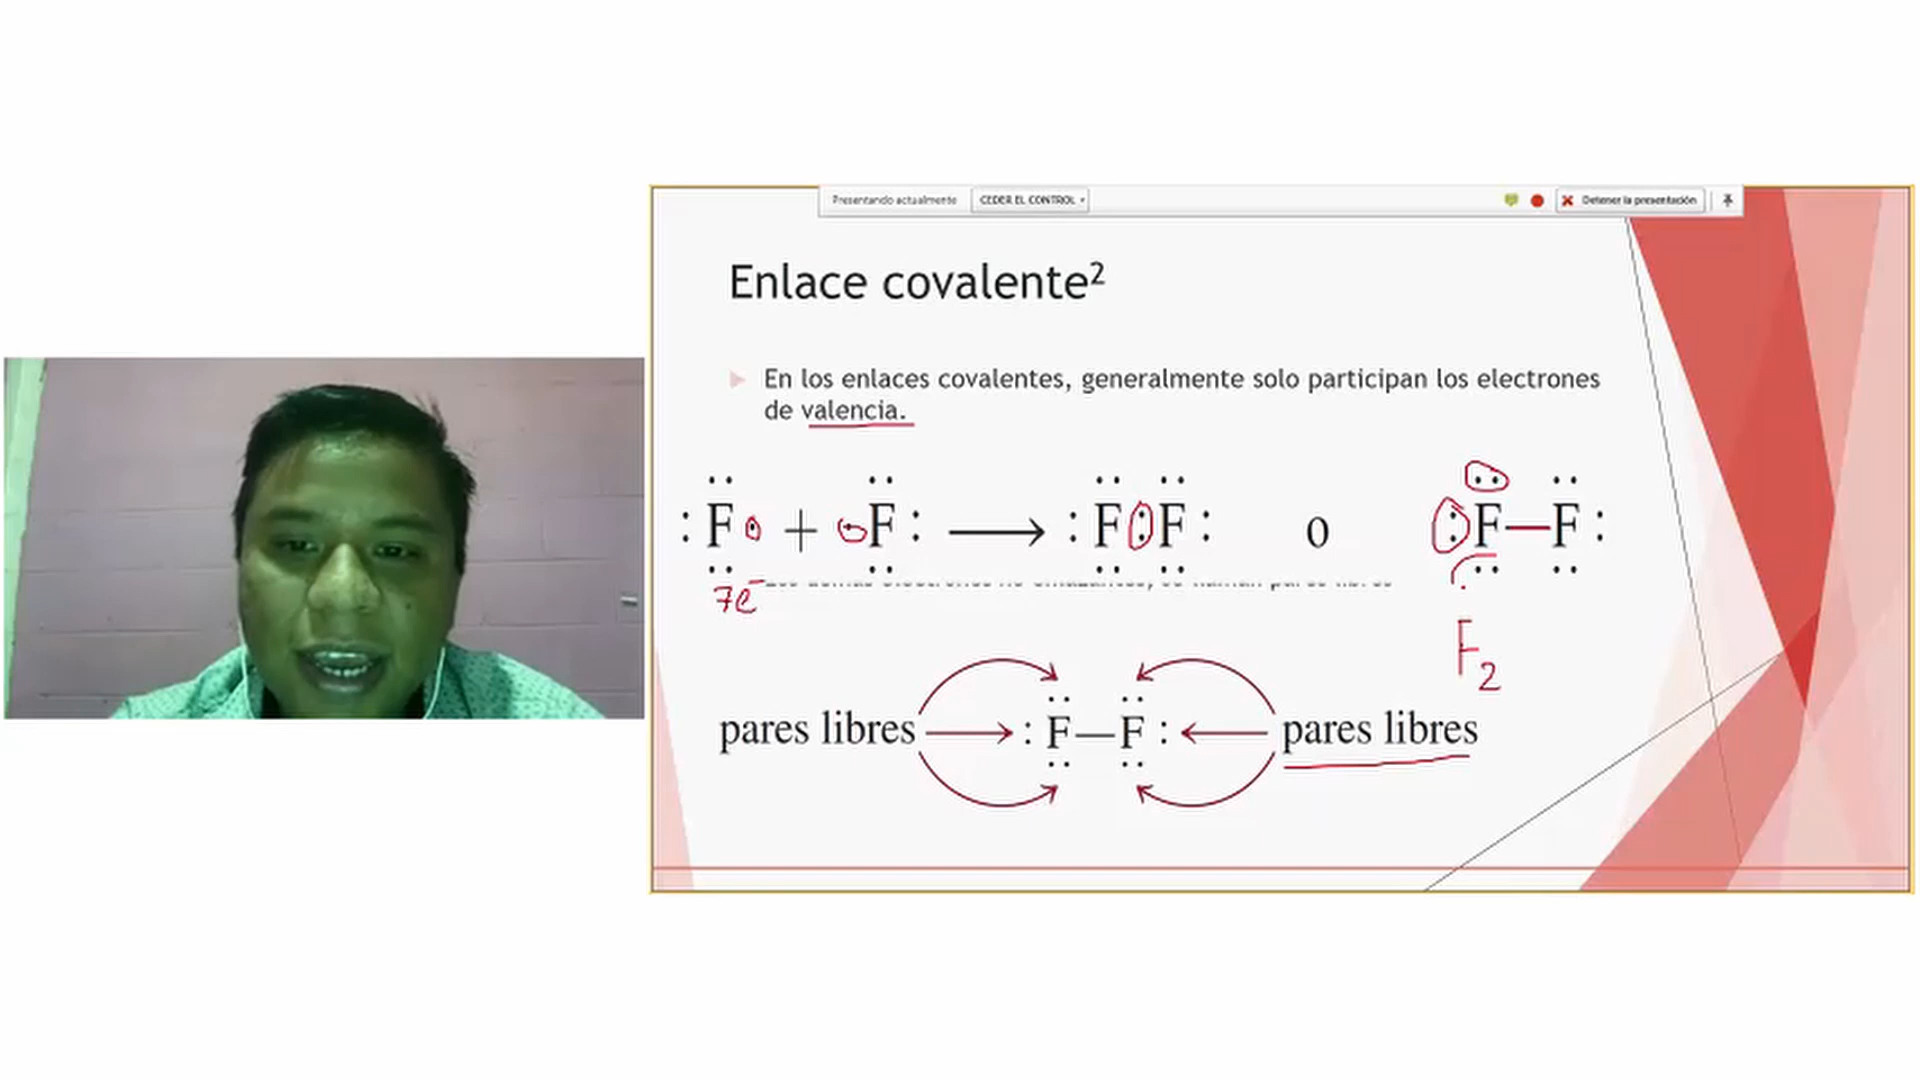 Presentando actualmente CEDER EL CONTROL Detener la presentación
Enlace covalente²
En los enlaces covalentes, generalmente solo participan los electrones
de valencia.
:F· + ·F: ⟶ :F:F: o :F—F:
7e⁻
F₂
pares libres :F—F: pares libres